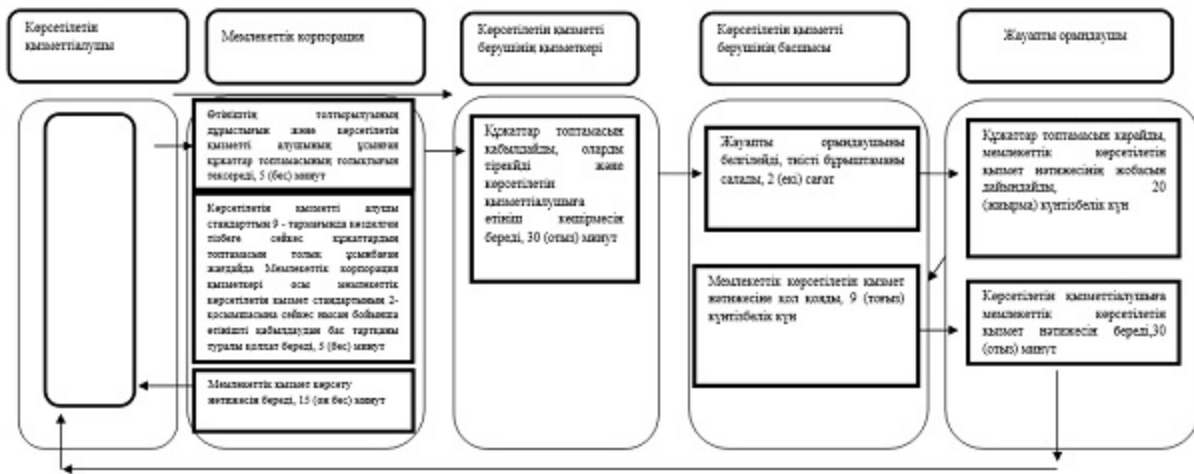 Көрсетілетін
қызметтіалушы
Мемлекеттік корпорация
Көрсетілетін қызметті
берушінің қызметкері
Көрсетілетін қызметті
берушінің басшысы
Жауапты орындаушы
Өтініштің толтырылуының
дұрыстығын және көрсетілетін
қызметті алушының ұсынған
құжаттар топтамасының толықтығын
тексереді, 5 (бес) минут
Көрсетілетін қызметті алушы
стандарттың 9 - тармағында көзделген
тізбеге сәйкес құжаттардың
топтамасын толық ұсынбаған
жағдайда Мемлекеттік корпорация
қызметкері осы мемлекеттік
көрсетілетін қызмет стандартының 2-
қосымшасына сәйкес нысан бойынша
өтінішті қабылдаудан бас тартқаны
туралы қолхат береді, 5 (бес) минут
Мемлекеттік қызмет көрсету
нәтижесін береді, 15 (он бес) минут
Құжаттар топтамасын
қабылдайды, оларды
тіркейді және
көрсетілетін
қызметтіалушыға
өтініш көшірмесін
береді, 30 (отыз) минут
Жауапты орындаушыны
белгілейді, тиісті бұрыштаманы
салады, 2 (екі) сағат
Мемлекеттік көрсетілетін қызмет
нәтижесіне қол қояды, 9 (тоғыз)
күнтізбелік күн
Құжаттар топтамасын қарайды,
мемлекеттік көрсетілетін
қызмет нәтижесінің жобасын
дайындайды, 20
(жиырма) күнтізбелік күн
Көрсетілетін қызметтіалушыға
мемлекеттік көрсетілетін
қызмет нәтижесін береді,30
(отыз) минут